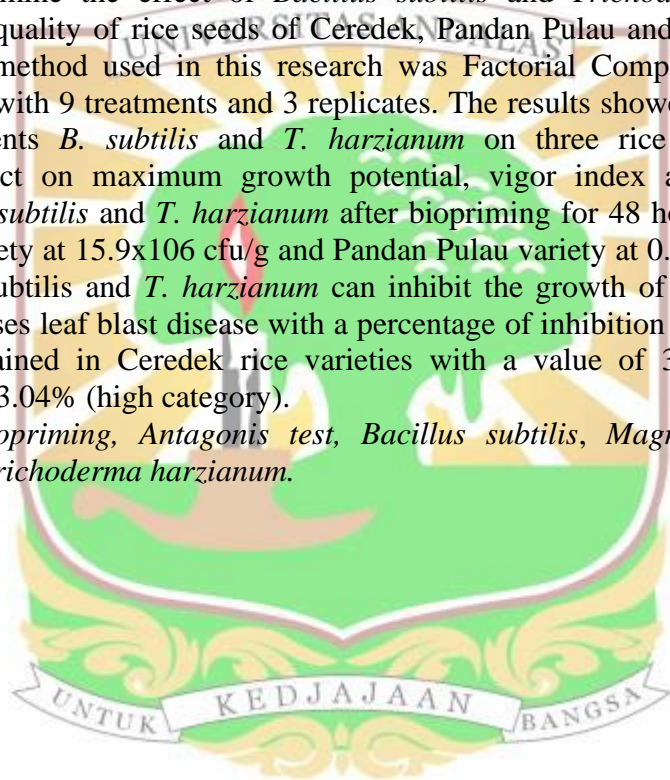 mine the effect of Bacillus subtilis and
UNIVERSITAS ANDALAS
quality of rice seeds of Ceredek, Pandan Pulau and
method used in this research was Factorial Comp
with 9 treatments and 3 replicates. The results showe
ents B. subtilis and T. harzianum on three rice
ct on maximum growth potential, vigor index a
subtilis and T. harzianum after biopriming for 48 ho
ety at 15.9x106 cfu/g and Pandan Pulau variety at 0.
ubtilis and T. harzianum can inhibit the growth of
ses leaf blast disease with a percentage of inhibition
ained in Ceredek rice varieties with a value of 3
3.04% (high category).
opriming, Antagonis test, Bacillus subtilis, Magn
richoderma harzianum.
UNTUK KEDJAJAAN BANGSA